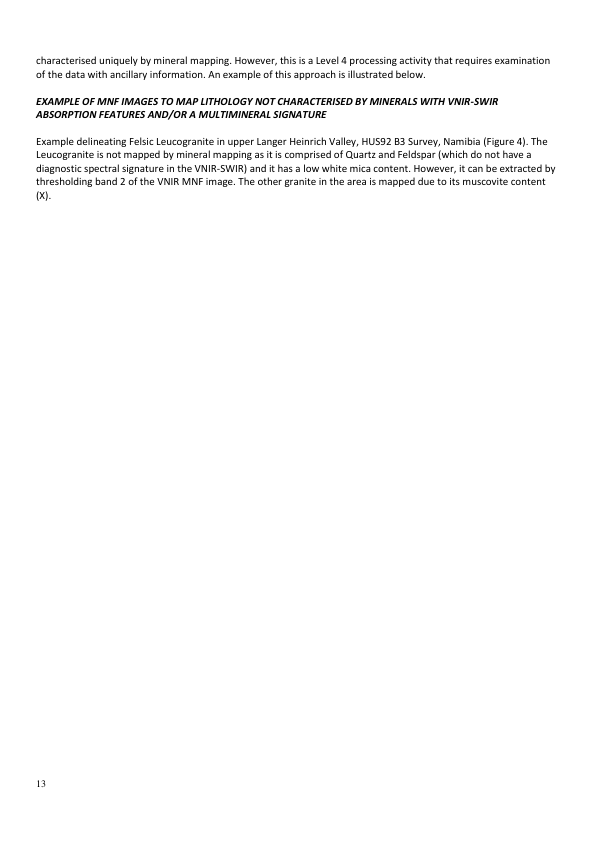 characterised uniquely by mineral mapping. However, this is a Level 4 processing activity that requires examination
of the data with ancillary information. An example of this approach is illustrated below.
EXAMPLE OF MNF IMAGES TO MAP LITHOLOGY NOT CHARACTERISED BY MINERALS WITH VNIR-SWIR
ABSORPTION FEATURES AND/OR A MULTIMINERAL SIGNATURE
Example delineating Felsic Leucogranite in upper Langer Heinrich Valley, HUS92 B3 Survey, Namibia (Figure 4). The
Leucogranite is not mapped by mineral mapping as it is comprised of Quartz and Feldspar (which do not have a
diagnostic spectral signature in the VNIR-SWIR) and it has a low white mica content. However, it can be extracted by
thresholding band 2 of the VNIR MNF image. The other granite in the area is mapped due to its muscovite content
(X).
13